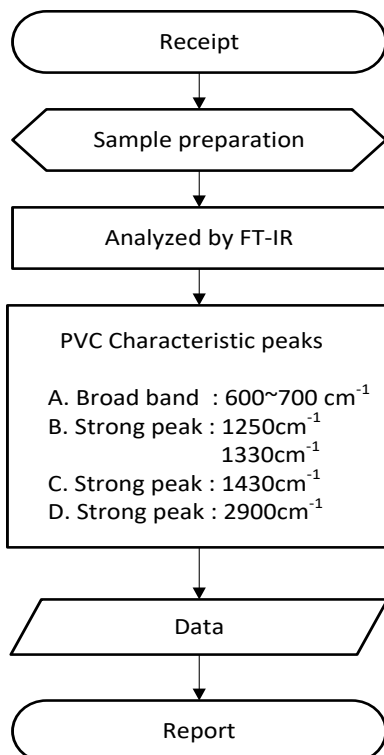 Receipt
Sample preparation
Analyzed by FT-IR
PVC Characteristic peaks
A. Broad band : 600~700 cm⁻¹
B. Strong peak : 1250cm⁻¹
1330cm⁻¹
C. Strong peak : 1430cm⁻¹
D. Strong peak : 2900cm⁻¹
Data
Report